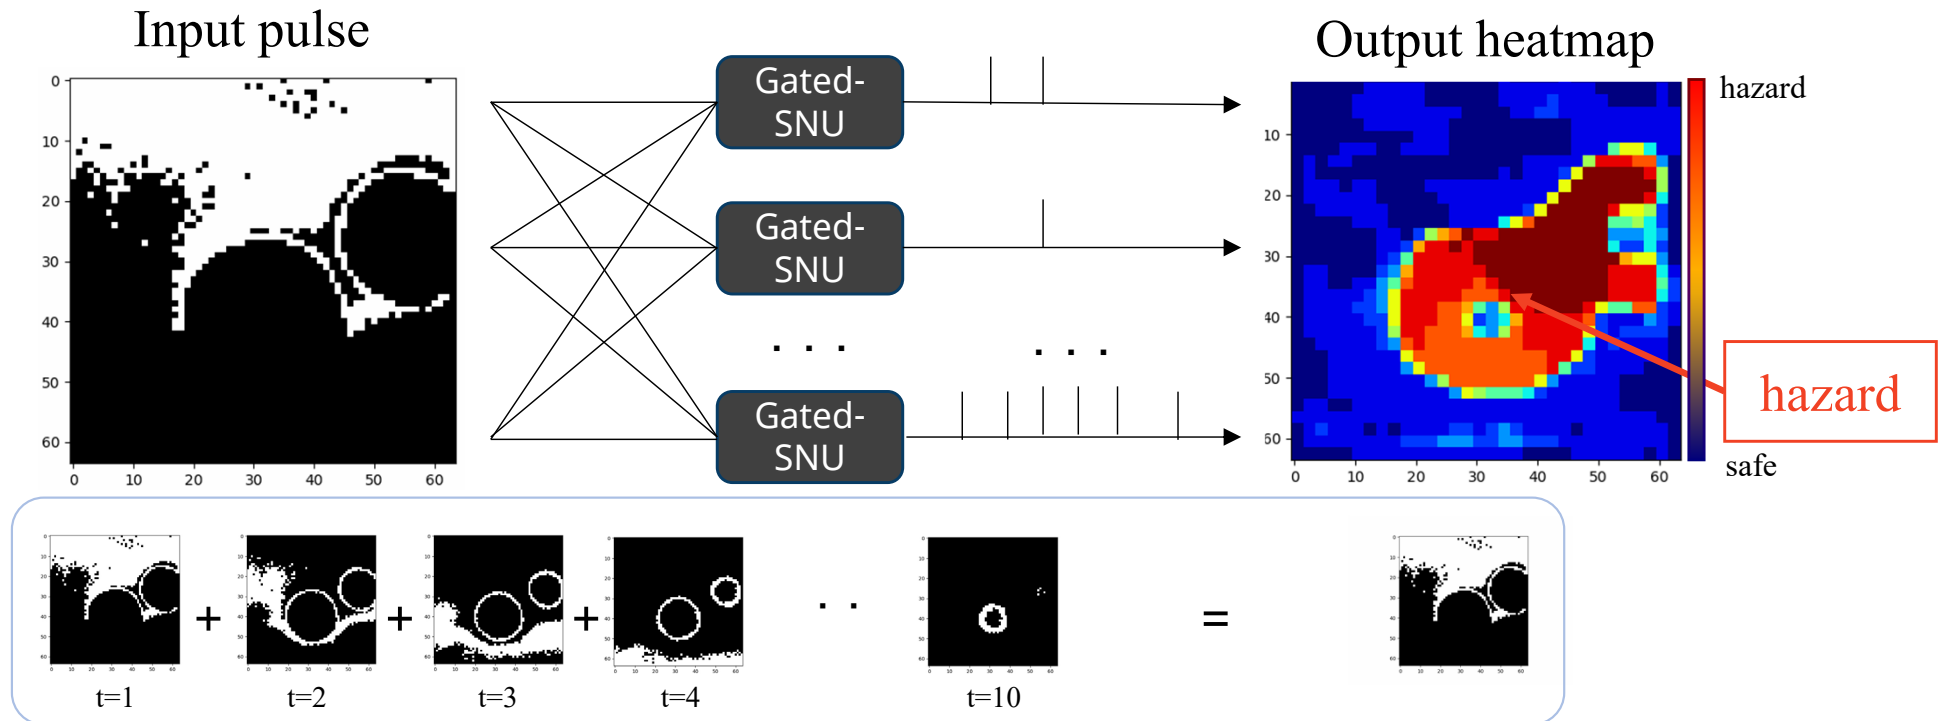 Input pulse
Output heatmap
Gated-
SNU
Gated-
SNU
. . .
. . .
Gated-
SNU
hazard
safe
hazard
0
10
20
30
40
50
60
0 10 20 30 40 50 60
10
20
30
40
50
60
0 10 20 30 40 50 60
+ + + + . . =
t=1 t=2 t=3 t=4 t=10